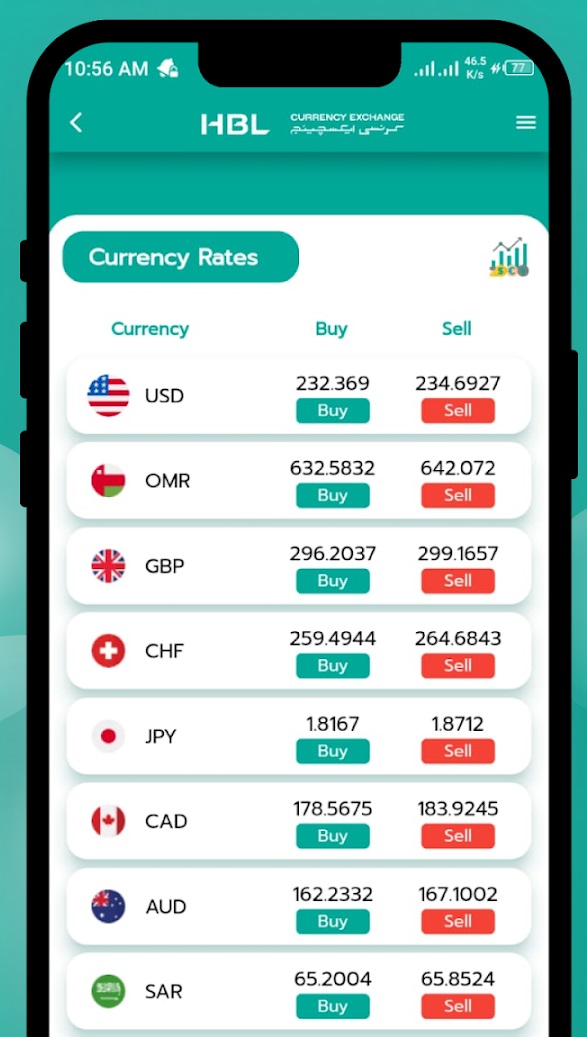 10:56 AM 46.5 K/s 77
HBL CURRENCY EXCHANGE
کرنسی ایکسچینج
Currency Rates
Currency Buy Sell
USD 232.369 234.6927
Buy Sell
OMR 632.5832 642.072
Buy Sell
GBP 296.2037 299.1657
Buy Sell
CHF 259.4944 264.6843
Buy Sell
JPY 1.8167 1.8712
Buy Sell
CAD 178.5675 183.9245
Buy Sell
AUD 162.2332 167.1002
Buy Sell
SAR 65.2004 65.8524
Buy Sell